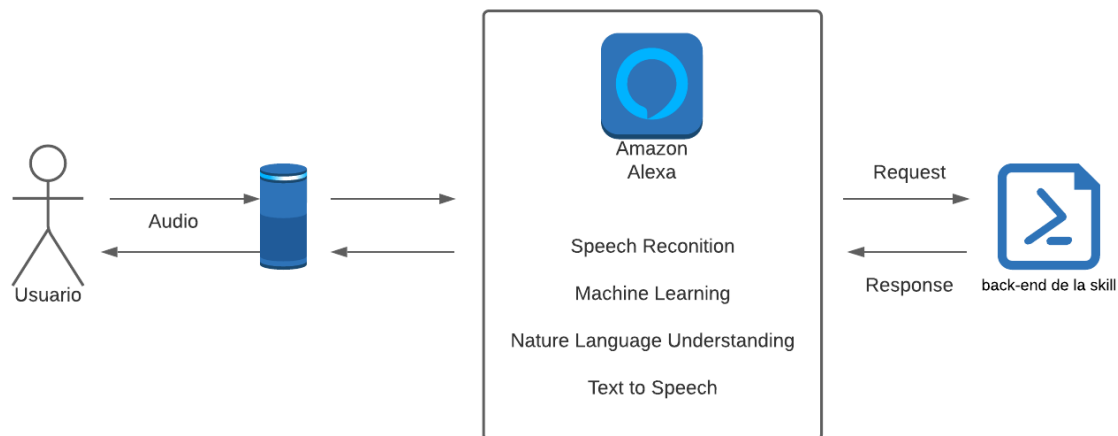 Usuario
Audio
Amazon
Alexa
Speech Reconition
Machine Learning
Nature Language Understanding
Text to Speech
Request
Response
back-end de la skill